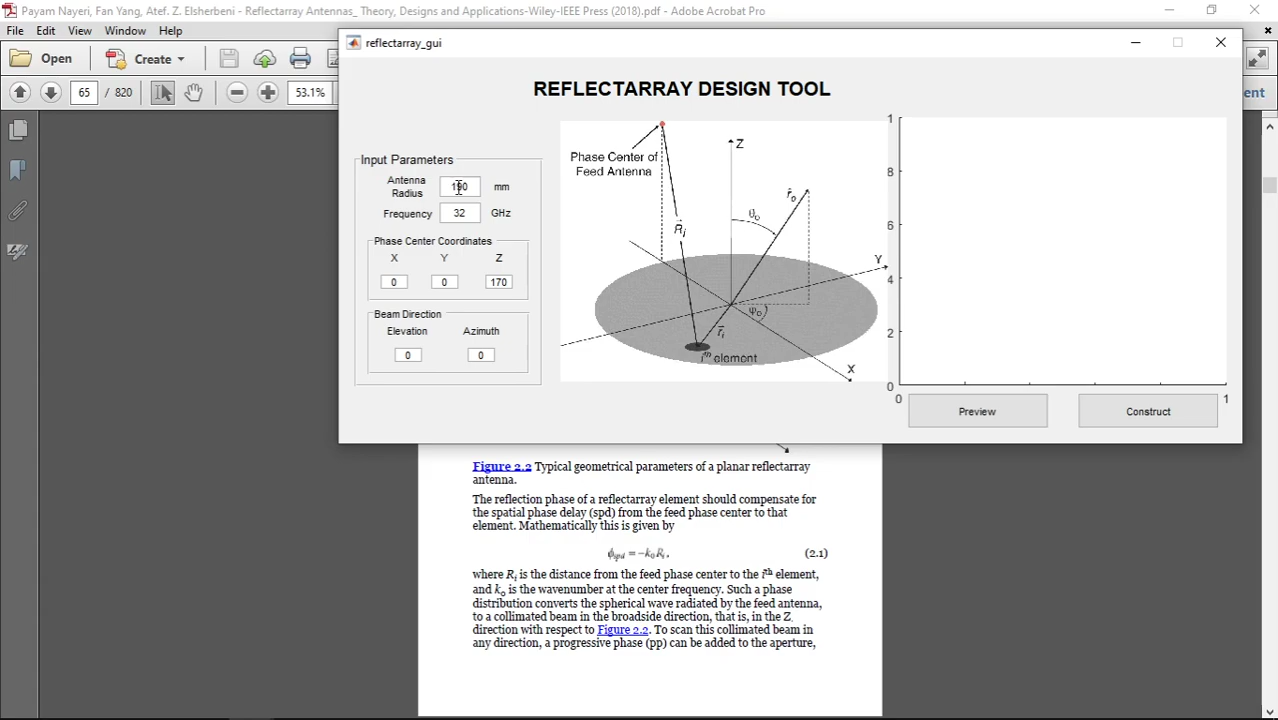 Payam Nayeri, Fan Yang, Atef. Z. Elsherbeni - Reflectarray Antennas_ Theory, Designs and Applications-Wiley-IEEE Press (2018).pdf - Adobe Acrobat Pro
File Edit View Window Help
Open Create
65 / 820 53.1%
ent
reflectarray_gui
REFLECTARRAY DESIGN TOOL
Input Parameters
Antenna
Radius
mm
Frequency 32 GHz
Phase Center Coordinates
X Y Z
0 0 170
Beam Direction
Elevation Azimuth
0 0
Phase Center of
Feed Antenna
Z
r̂o
θo
R⃗i
Y
φo
r⃗i
ith element
X
1
8
6
4
2
0
0 1
Preview Construct
Figure 2.2 Typical geometrical parameters of a planar reflectarray
antenna.
The reflection phase of a reflectarray element should compensate for
the spatial phase delay (spd) from the feed phase center to that
element. Mathematically this is given by
ϕspd = −k0Ri, (2.1)
where Ri is the distance from the feed phase center to the ith element,
and k0 is the wavenumber at the center frequency. Such a phase
distribution converts the spherical wave radiated by the feed antenna,
to a collimated beam in the broadside direction, that is, in the Z
direction with respect to Figure 2.2. To scan this collimated beam in
any direction, a progressive phase (pp) can be added to the aperture,